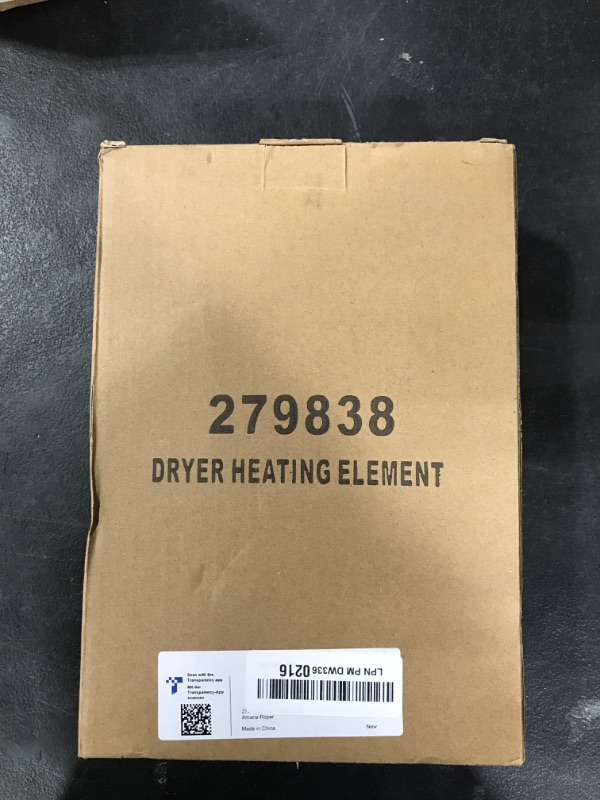 279838
DRYER HEATING ELEMENT
Scan with the
Transparency app
Mit der
Transparency-App
scannen
LPN PM DW336 0216
27..
Amana Roper
Made in China
New